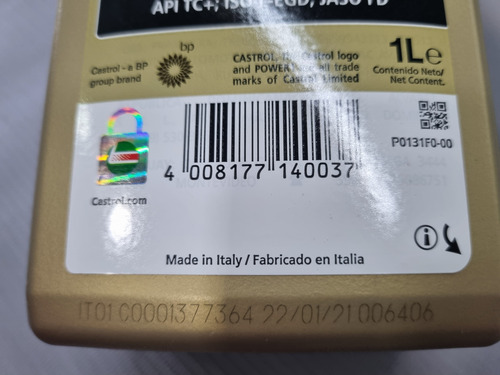 API TC+; ISO L-EGD; JASO FD
bp
Castrol - a BP
group brand
CASTROL, the Castrol logo
and POWER are all trade
marks of Castrol Limited
1Le
Contenido Neto/
Net Content.
P0131F0-00
4 008177 140037
Castrol.com
Made in Italy / Fabricado en Italia
IT01 C0001377364 22/01/21 006406